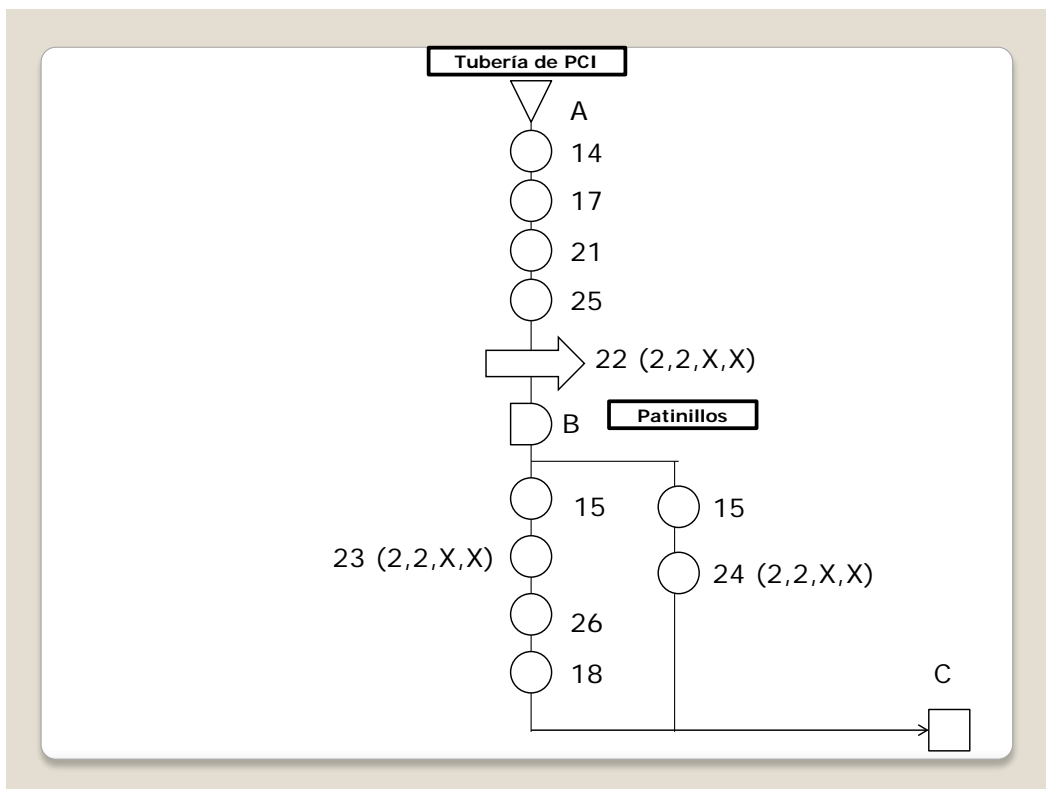 Tubería de PCI
A
14
17
21
25
22 (2,2,X,X)
B
Patinillos
15
15
23 (2,2,X,X)
24 (2,2,X,X)
26
18
C